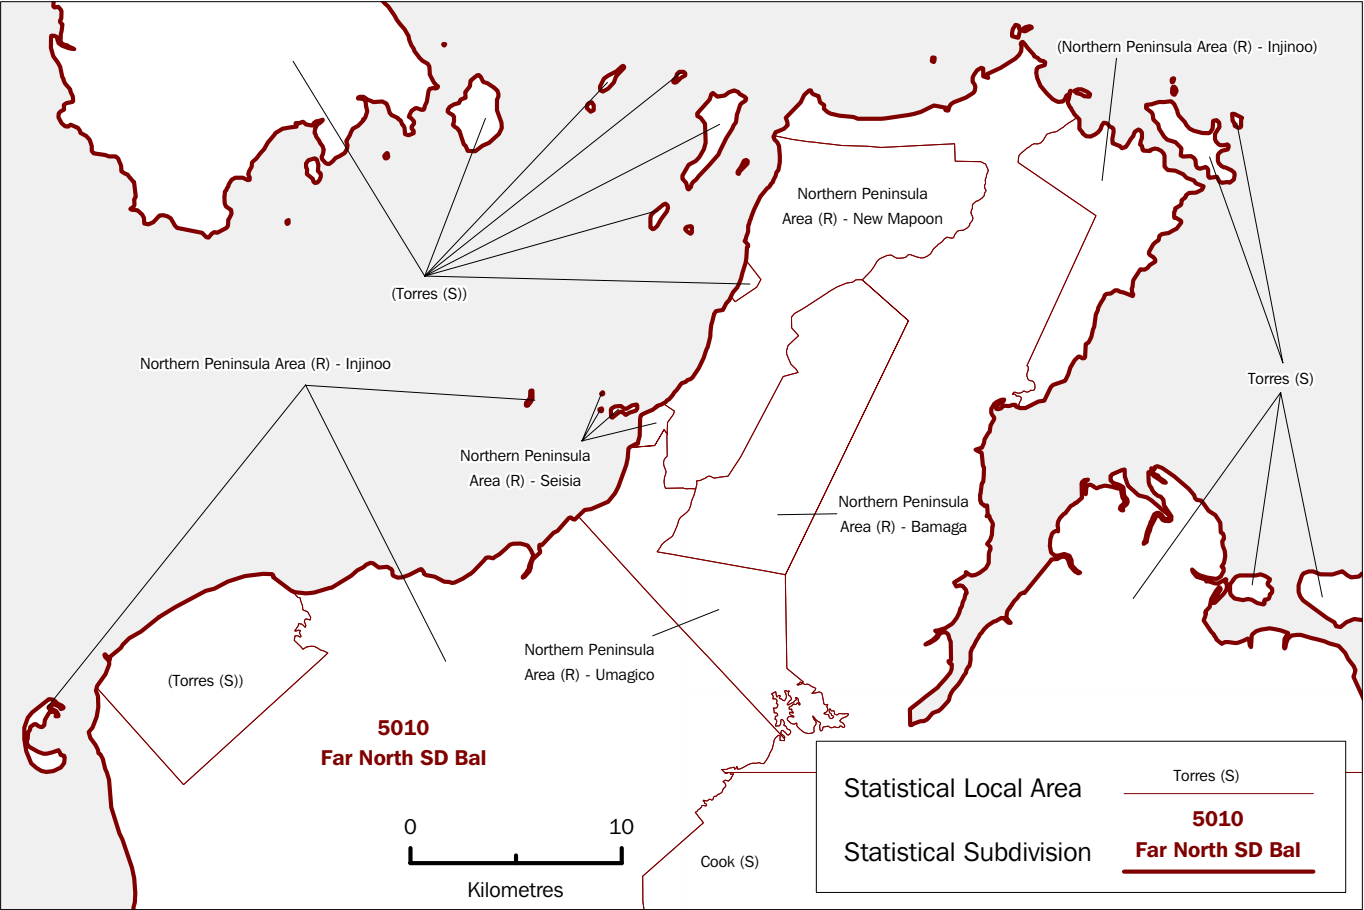 (Northern Peninsula Area (R) - Injinoo)
Northern Peninsula
Area (R) - New Mapoon
(Torres (S))
Northern Peninsula Area (R) - Injinoo
Torres (S)
Northern Peninsula
Area (R) - Seisia
Northern Peninsula
Area (R) - Bamaga
Northern Peninsula
Area (R) - Umagico
(Torres (S))
5010
Far North SD Bal
0 10
Kilometres
Cook (S)
Statistical Local Area
Torres (S)
Statistical Subdivision
5010
Far North SD Bal